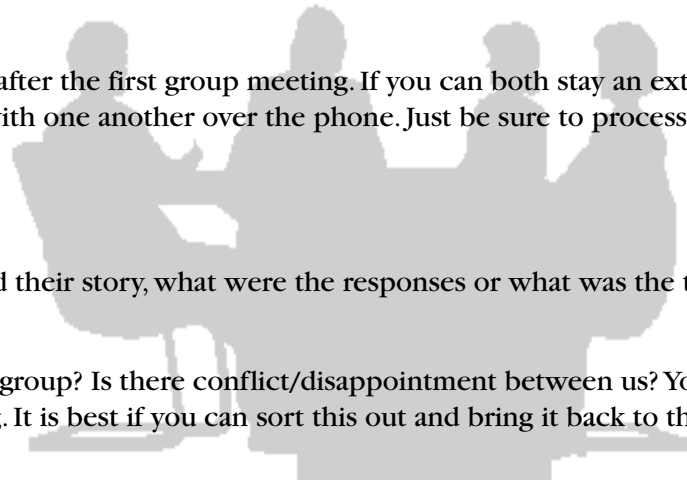 after the first group meeting. If you can both stay an ext
with one another over the phone. Just be sure to process
d their story, what were the responses or what was the t
group? Is there conflict/disappointment between us? Yo
. It is best if you can sort this out and bring it back to th